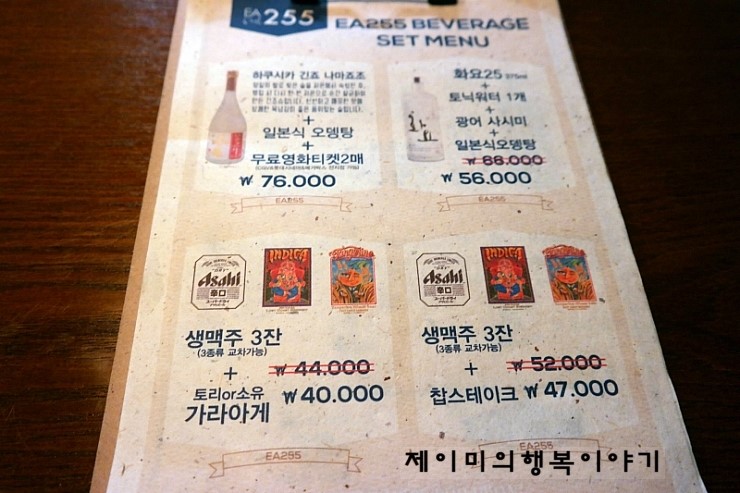 EA 255
EA255 BEVERAGE
SET MENU
하쿠시카 긴죠 나마죠조
+
일본식 오뎅탕
+
무료영화티켓2매
₩ 76.000
EA255
화요25 375ml
+
토닉워터 1개
+
광어 사시미
+
일본식오뎅탕
₩ 66.000
₩ 56.000
EA255
Asahi
辛口
INDICA
생맥주 3잔
(3종류 교차가능)
+
₩ 44.000
토리or소유
가라아게
₩ 40.000
EA255
Asahi
辛口
INDICA
생맥주 3잔
(3종류 교차가능)
+
₩ 52.000
찹스테이크
₩ 47.000
EA255
제이미의행복이야기